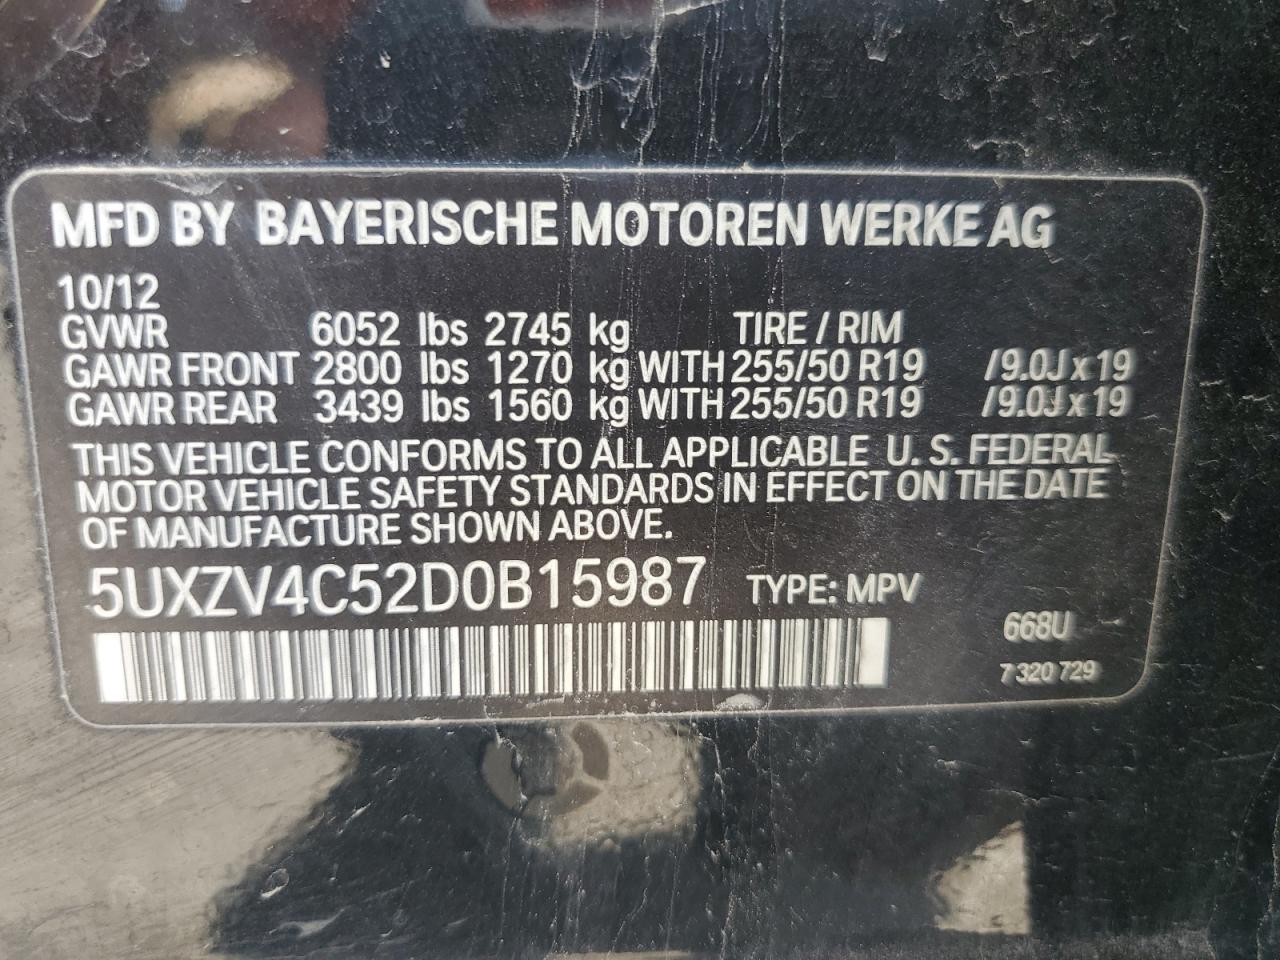 MFD BY BAYERISCHE MOTOREN WERKE AG
10/12
GVWR 6052 lbs 2745 kg TIRE / RIM
GAWR FRONT 2800 lbs 1270 kg WITH 255/50 R19 /9.0J x 19
GAWR REAR 3439 lbs 1560 kg WITH 255/50 R19 /9.0J x 19
THIS VEHICLE CONFORMS TO ALL APPLICABLE U. S. FEDERAL
MOTOR VEHICLE SAFETY STANDARDS IN EFFECT ON THE DATE
OF MANUFACTURE SHOWN ABOVE.
5UXZV4C52D0B15987 TYPE: MPV
668U
7 320 729